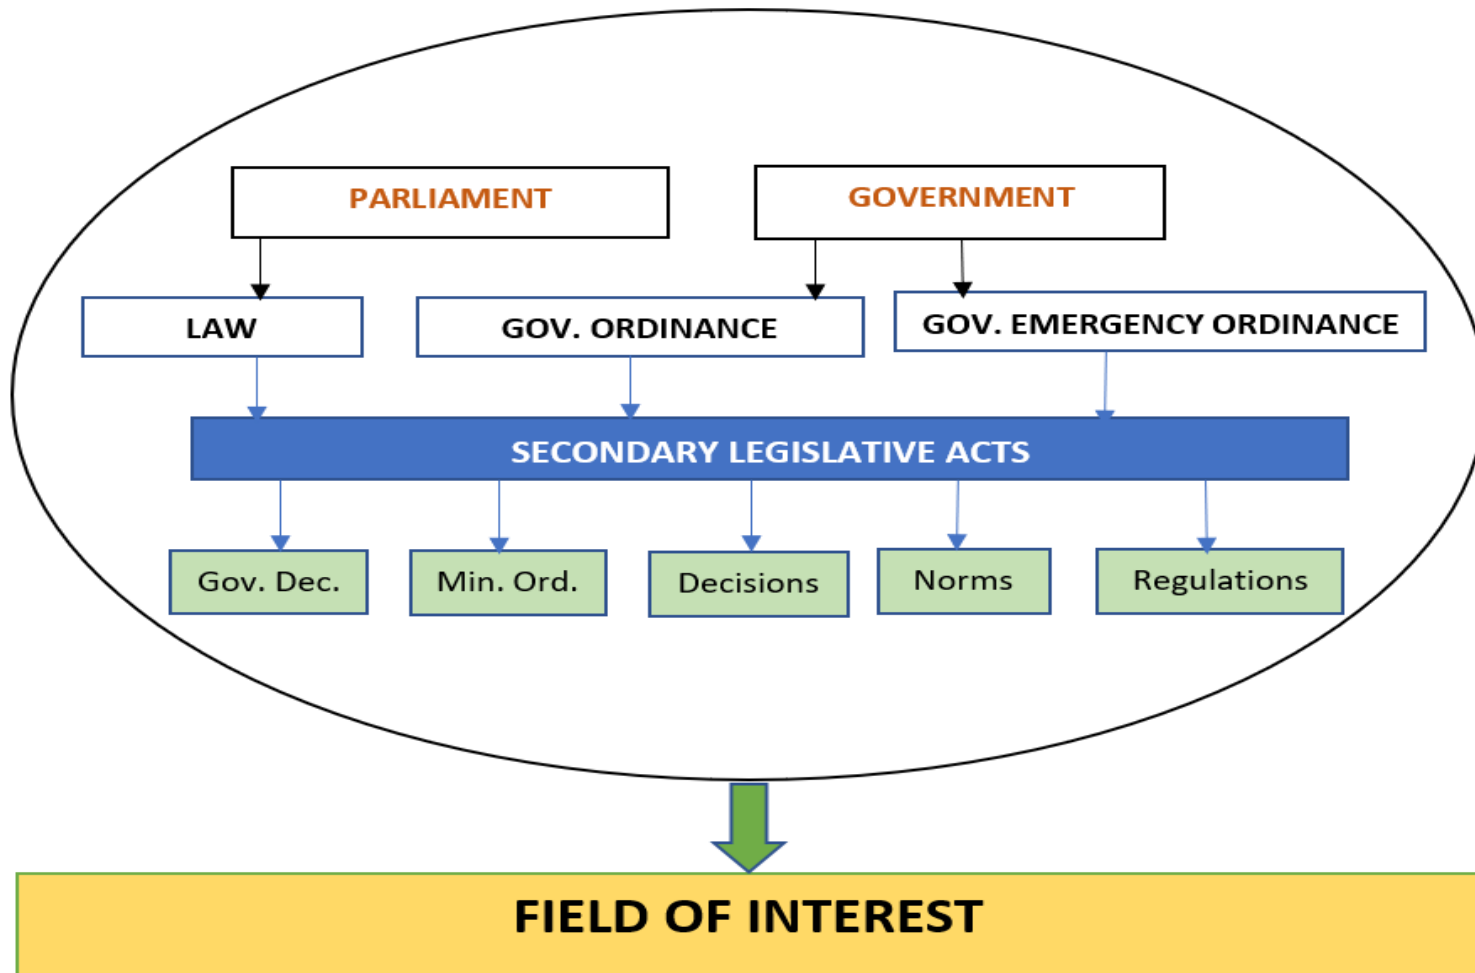 PARLIAMENT
GOVERNMENT
LAW
GOV. ORDINANCE
GOV. EMERGENCY ORDINANCE
SECONDARY LEGISLATIVE ACTS
Gov. Dec.
Min. Ord.
Decisions
Norms
Regulations
FIELD OF INTEREST